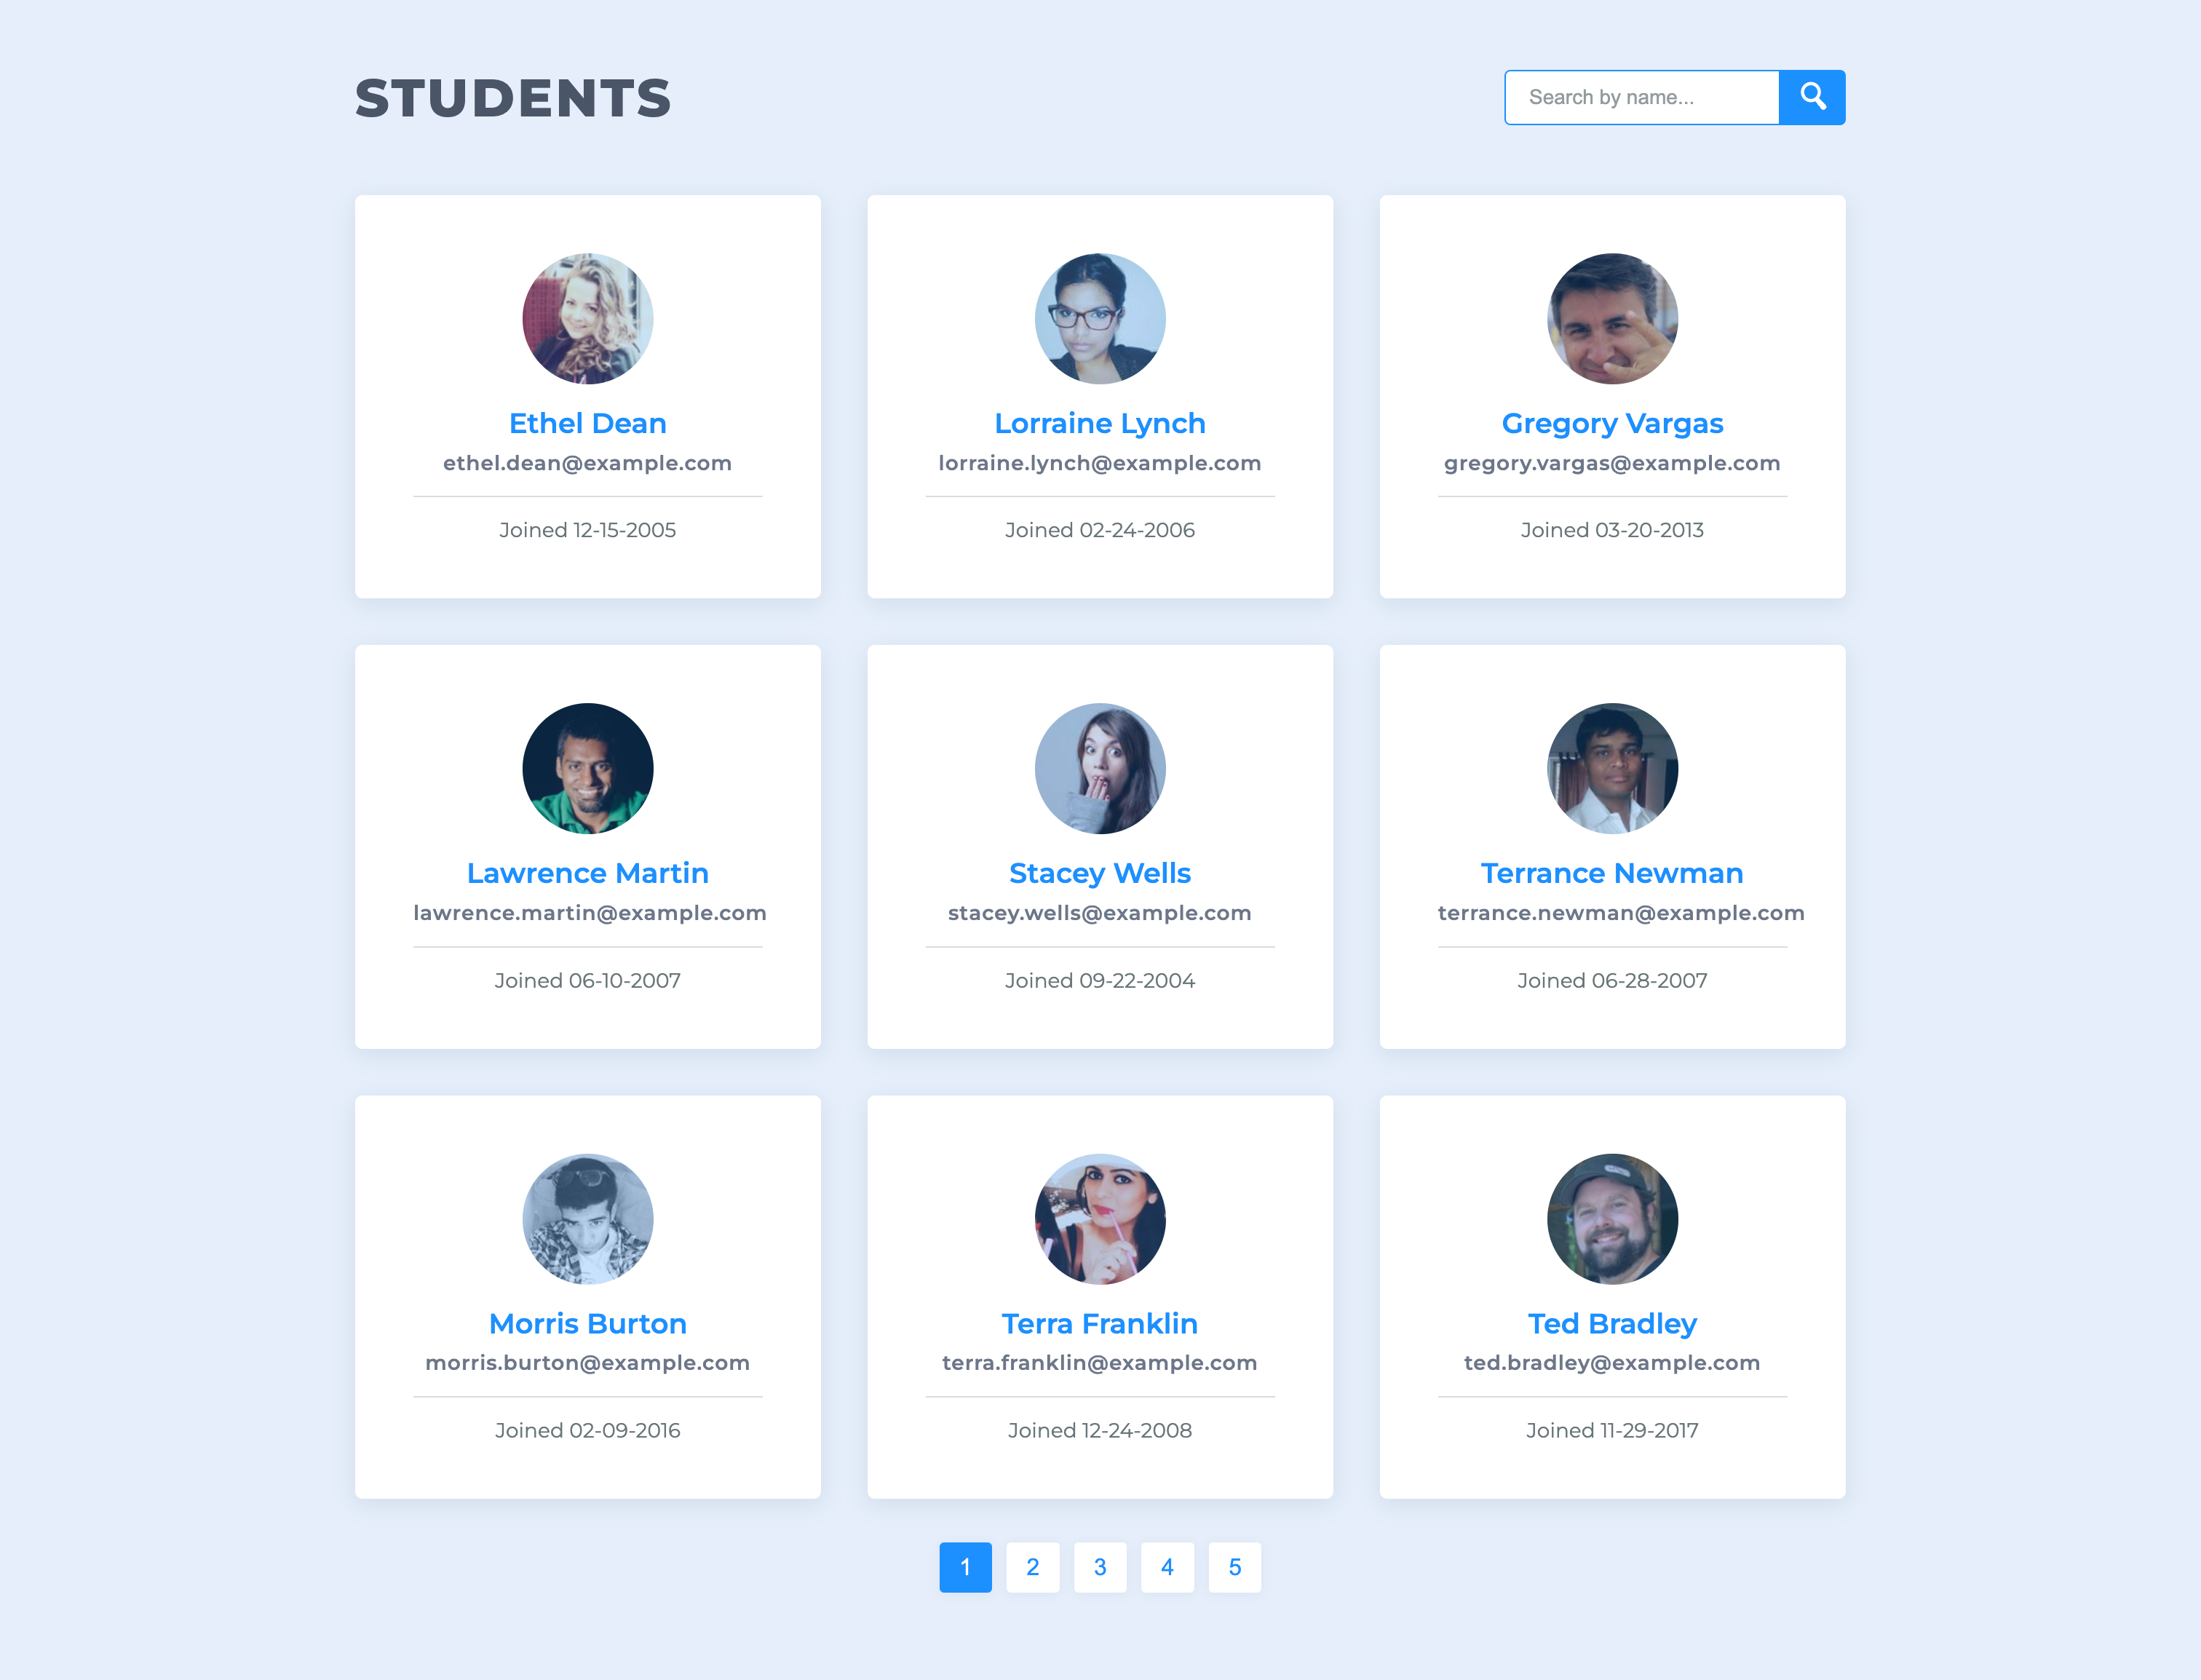 STUDENTS
Search by name...
Ethel Dean
ethel.dean@example.com
Joined 12-15-2005
Lorraine Lynch
lorraine.lynch@example.com
Joined 02-24-2006
Gregory Vargas
gregory.vargas@example.com
Joined 03-20-2013
Lawrence Martin
lawrence.martin@example.com
Joined 06-10-2007
Stacey Wells
stacey.wells@example.com
Joined 09-22-2004
Terrance Newman
terrance.newman@example.com
Joined 06-28-2007
Morris Burton
morris.burton@example.com
Joined 02-09-2016
Terra Franklin
terra.franklin@example.com
Joined 12-24-2008
Ted Bradley
ted.bradley@example.com
Joined 11-29-2017
1 2 3 4 5